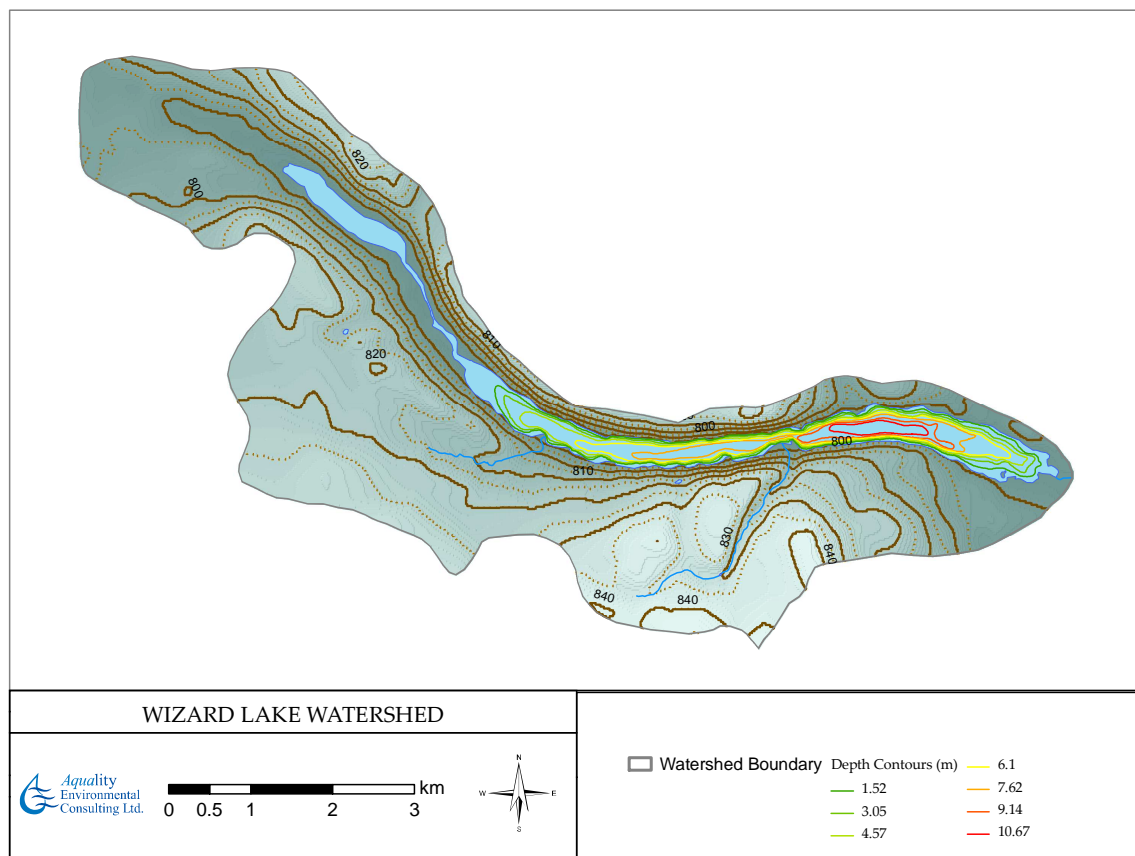 820
800
810
820
800
800
810
830
840
840
840
WIZARD LAKE WATERSHED
Aquality
Environmental
Consulting Ltd.
km
0 0.5 1 2 3
N
W E
S
Watershed Boundary
Depth Contours (m)
1.52
3.05
4.57
6.1
7.62
9.14
10.67